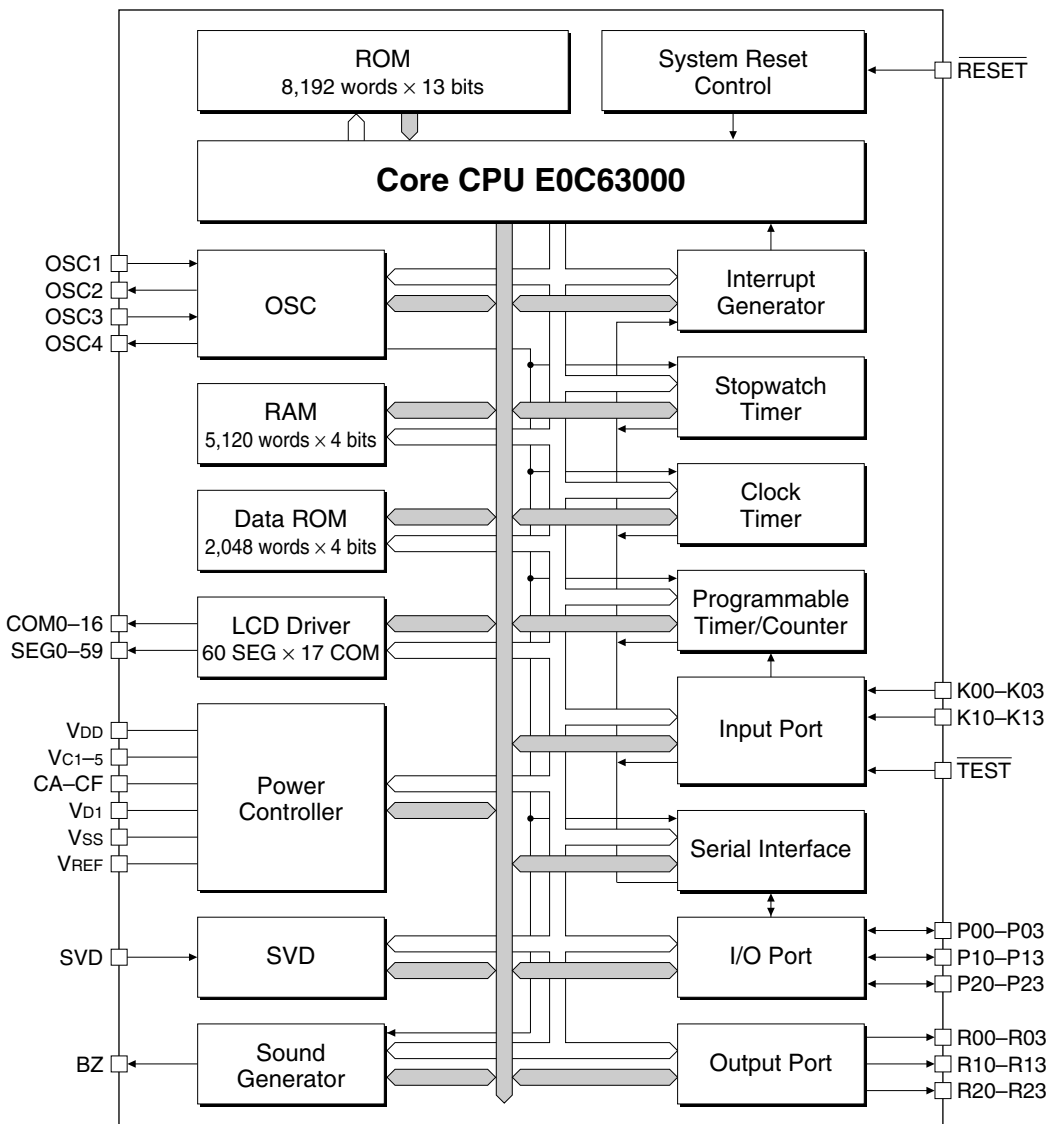 ROM
8,192 words × 13 bits
System Reset
Control
RESET
Core CPU E0C63000
OSC1
OSC2
OSC3
OSC4
OSC
Interrupt
Generator
RAM
5,120 words × 4 bits
Stopwatch
Timer
Data ROM
2,048 words × 4 bits
Clock
Timer
COM0–16
SEG0–59
LCD Driver
60 SEG × 17 COM
Programmable
Timer/Counter
VDD
VC1–5
CA–CF
VD1
VSS
VREF
Power
Controller
Input Port
K00–K03
K10–K13
TEST
Serial Interface
SVD
SVD
I/O Port
P00–P03
P10–P13
P20–P23
BZ
Sound
Generator
Output Port
R00–R03
R10–R13
R20–R23